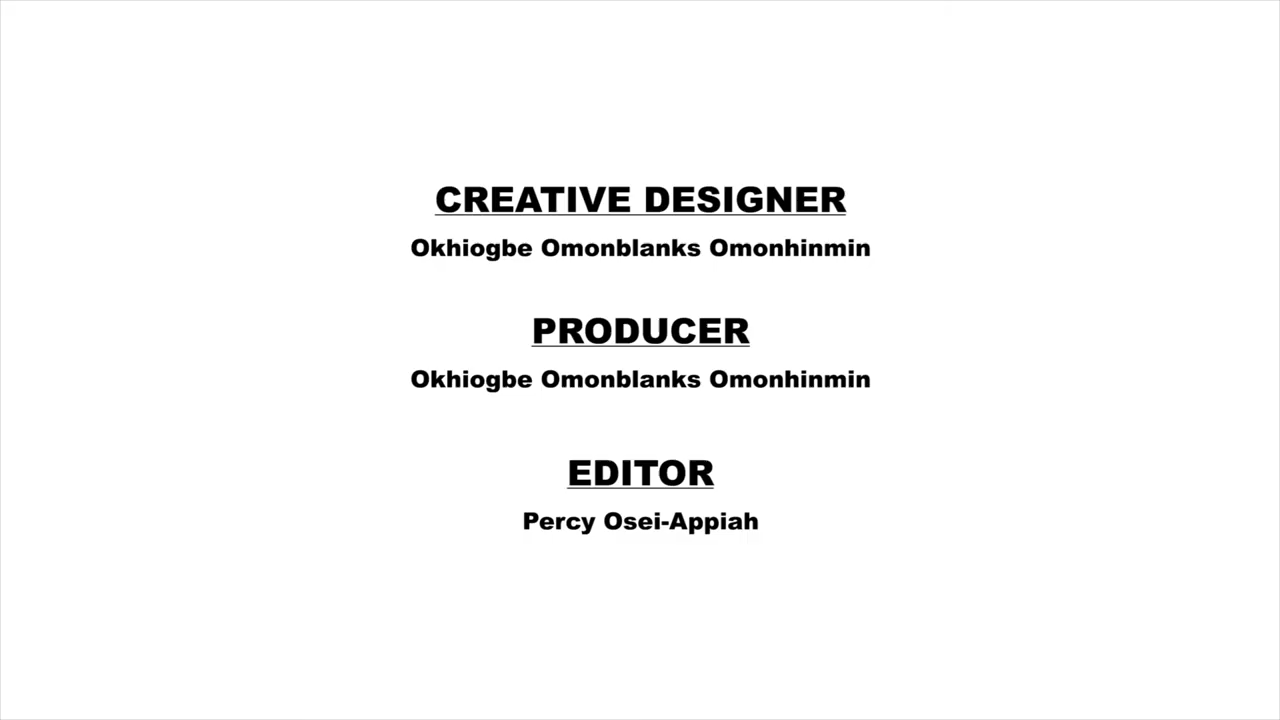 CREATIVE DESIGNER
Okhiogbe Omonblanks Omonhinmin
PRODUCER
Okhiogbe Omonblanks Omonhinmin
EDITOR
Percy Osei-Appiah